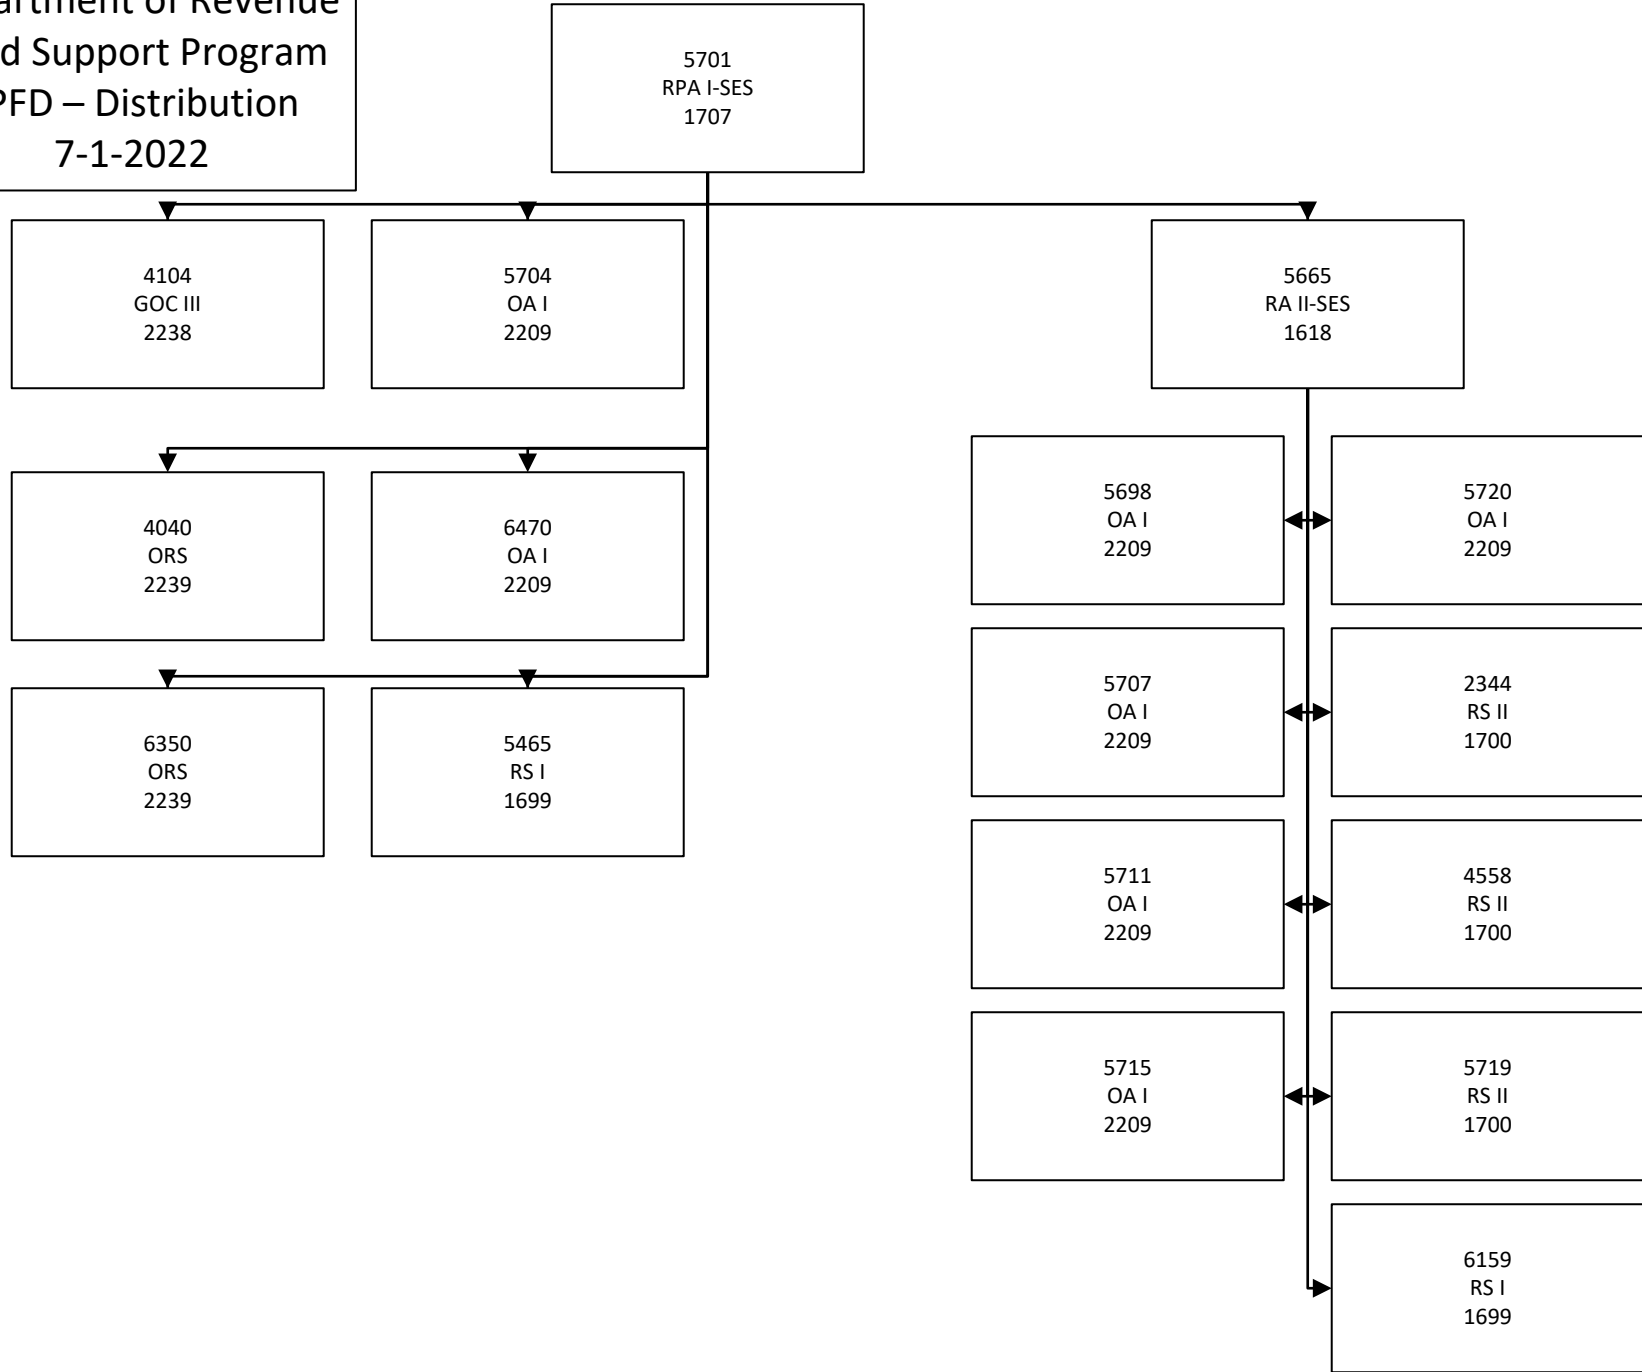 Support Program
– Distribution
7-1-2022
of Revenue
5701
RPA I-SES
1707
4104
GOC III
2238
5704
OA I
2209
5665
RA II-SES
1618
4040
ORS
2239
6470
OA I
2209
5698
OA I
2209
5720
OA I
2209
6350
ORS
2239
5465
RS I
1699
5707
OA I
2209
2344
RS II
1700
5711
OA I
2209
4558
RS II
1700
5715
OA I
2209
5719
RS II
1700
6159
RS I
1699